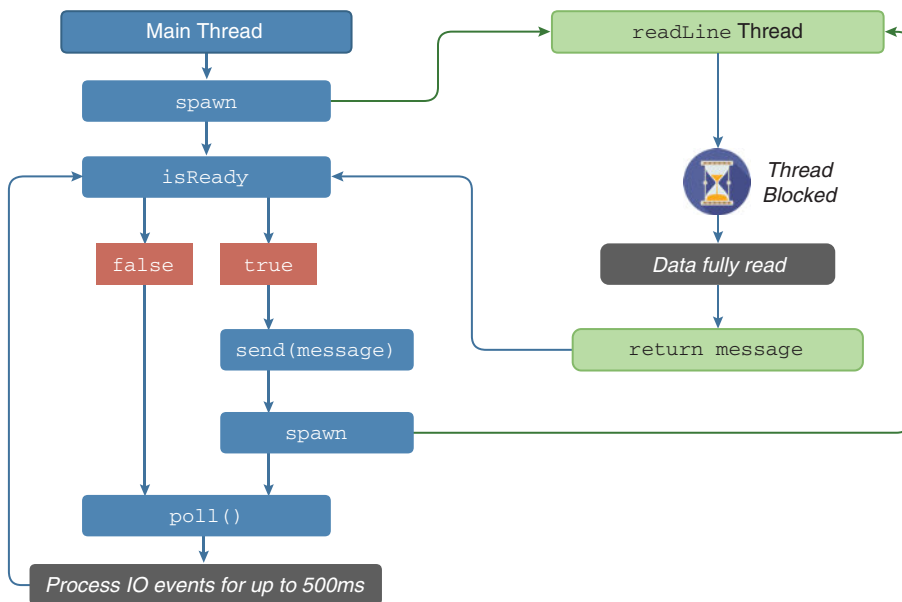 Main Thread
spawn
isReady
false
true
send(message)
spawn
poll()
Process IO events for up to 500ms
readLine Thread
Thread
Blocked
Data fully read
return message